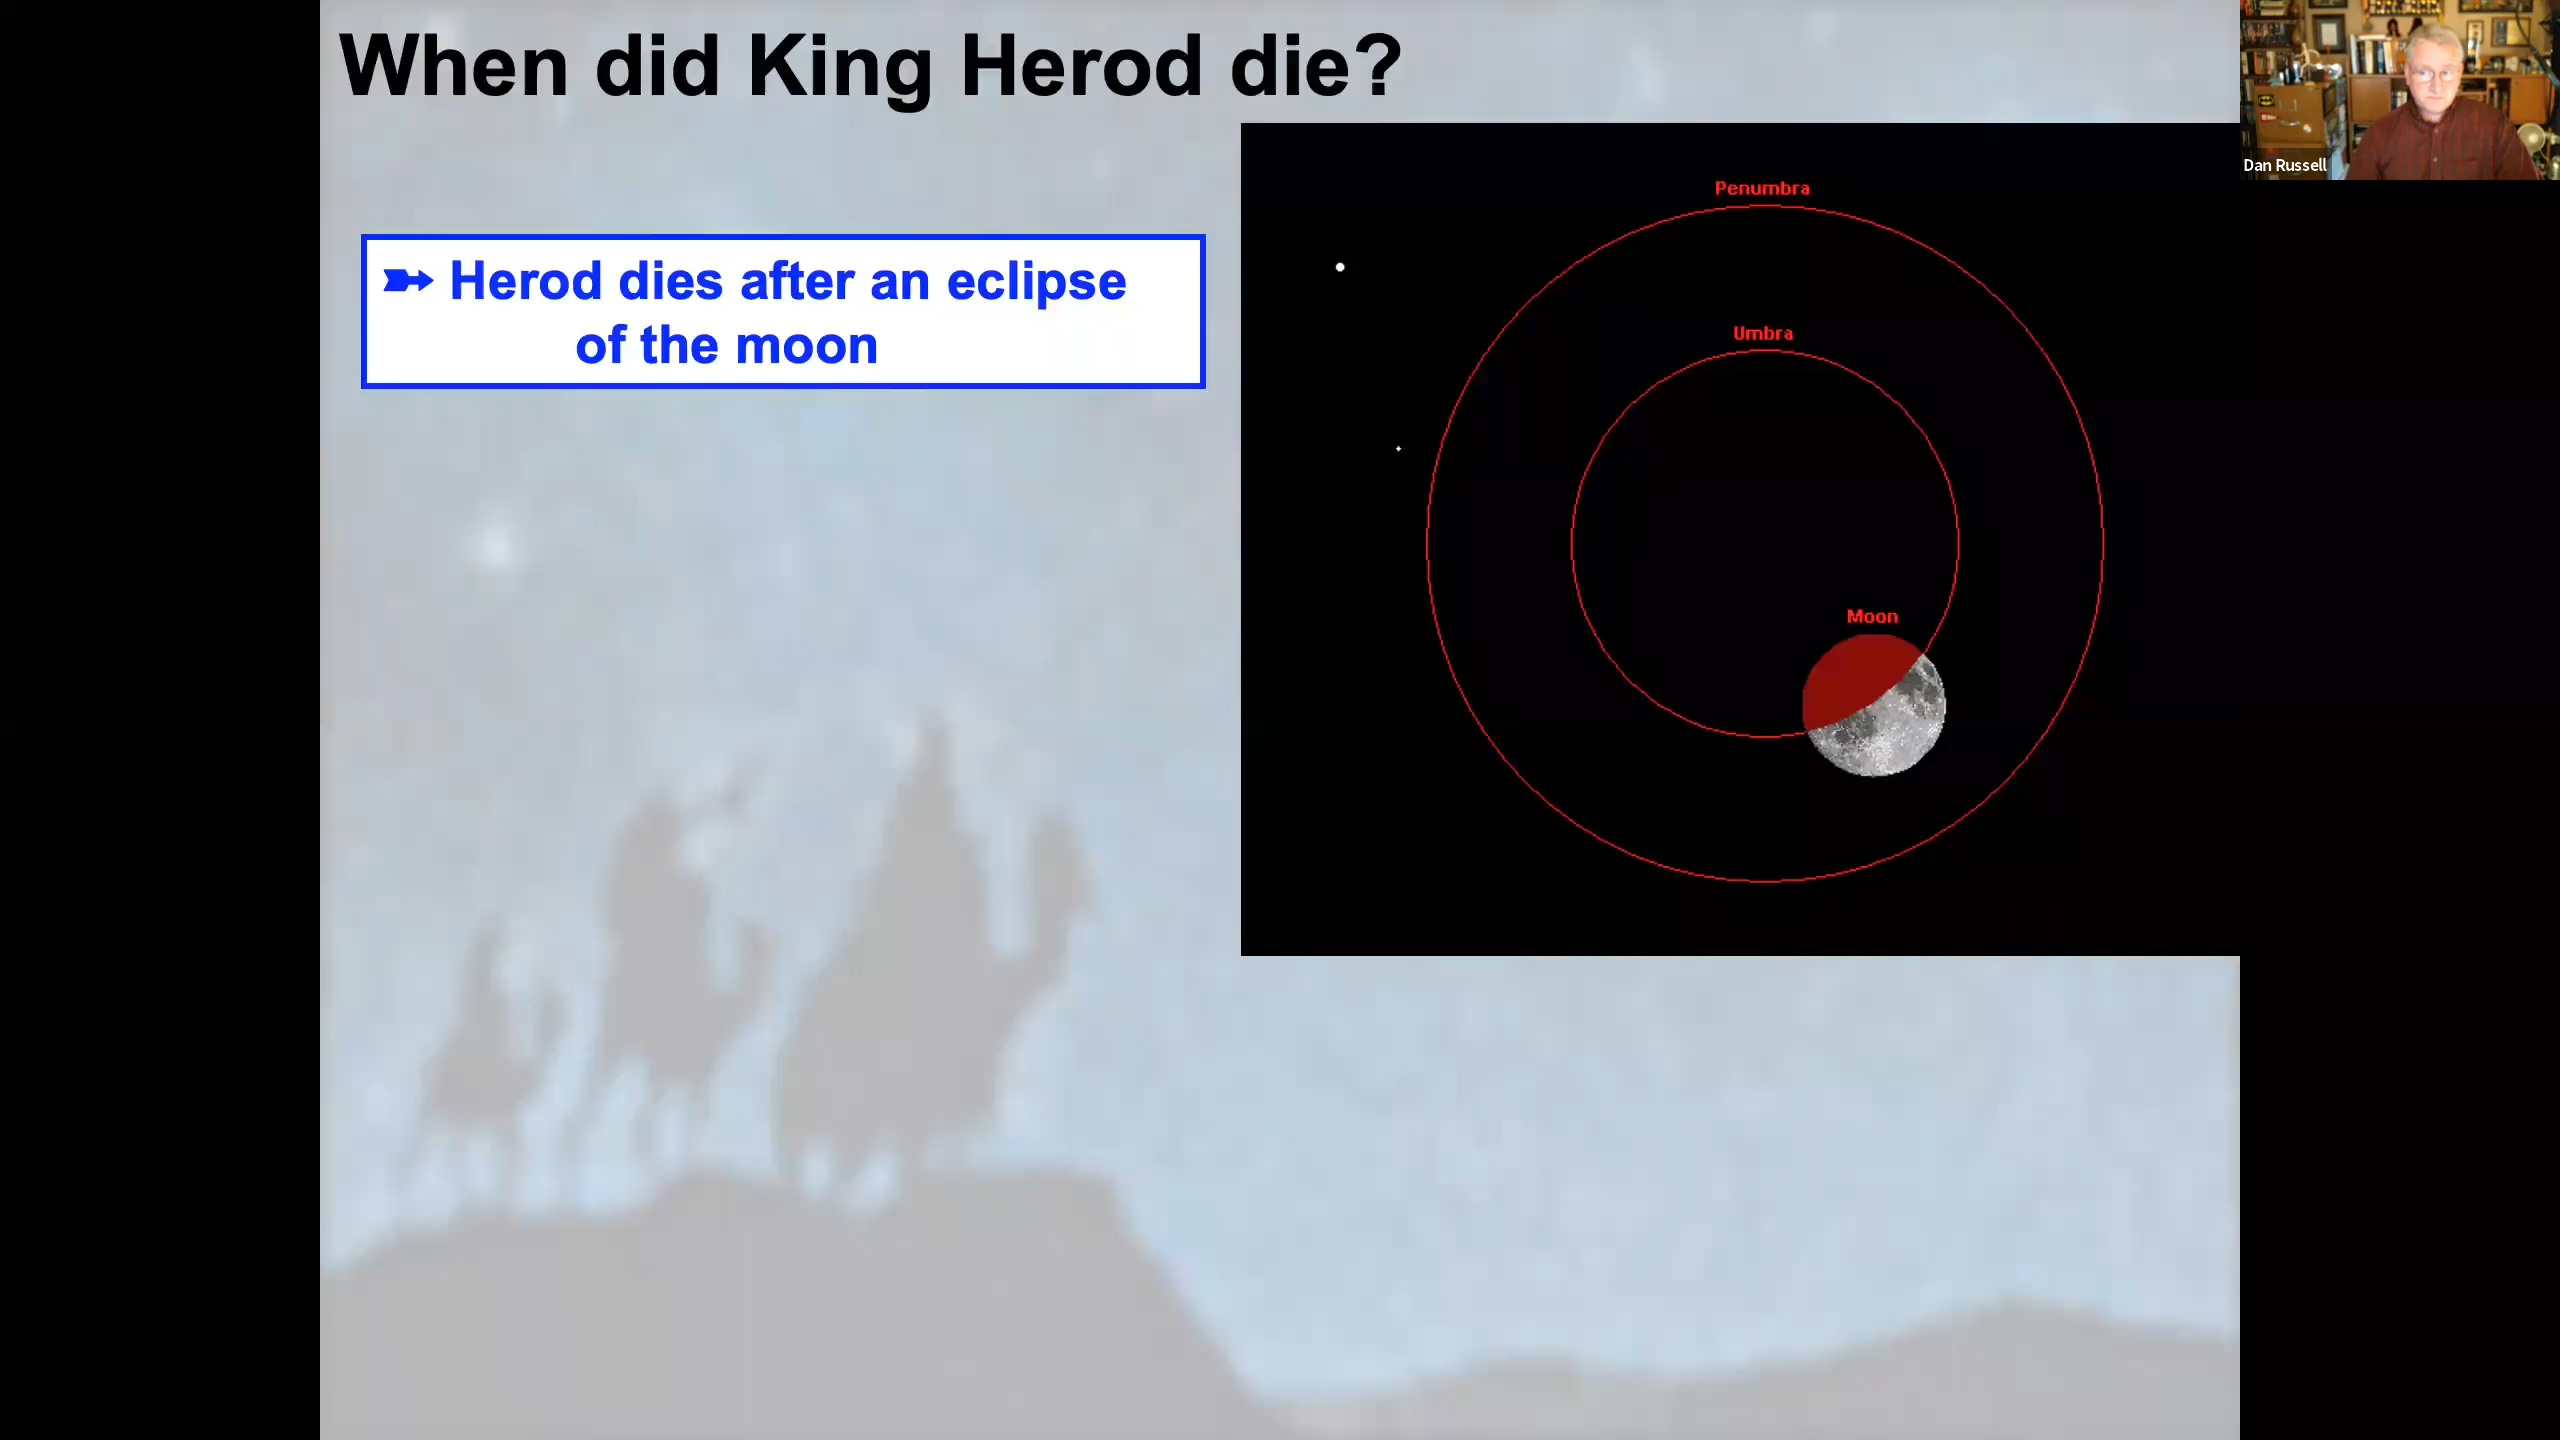 When did King Herod die?
➽ Herod dies after an eclipse
of the moon
Penumbra
Umbra
Moon
Dan Russell